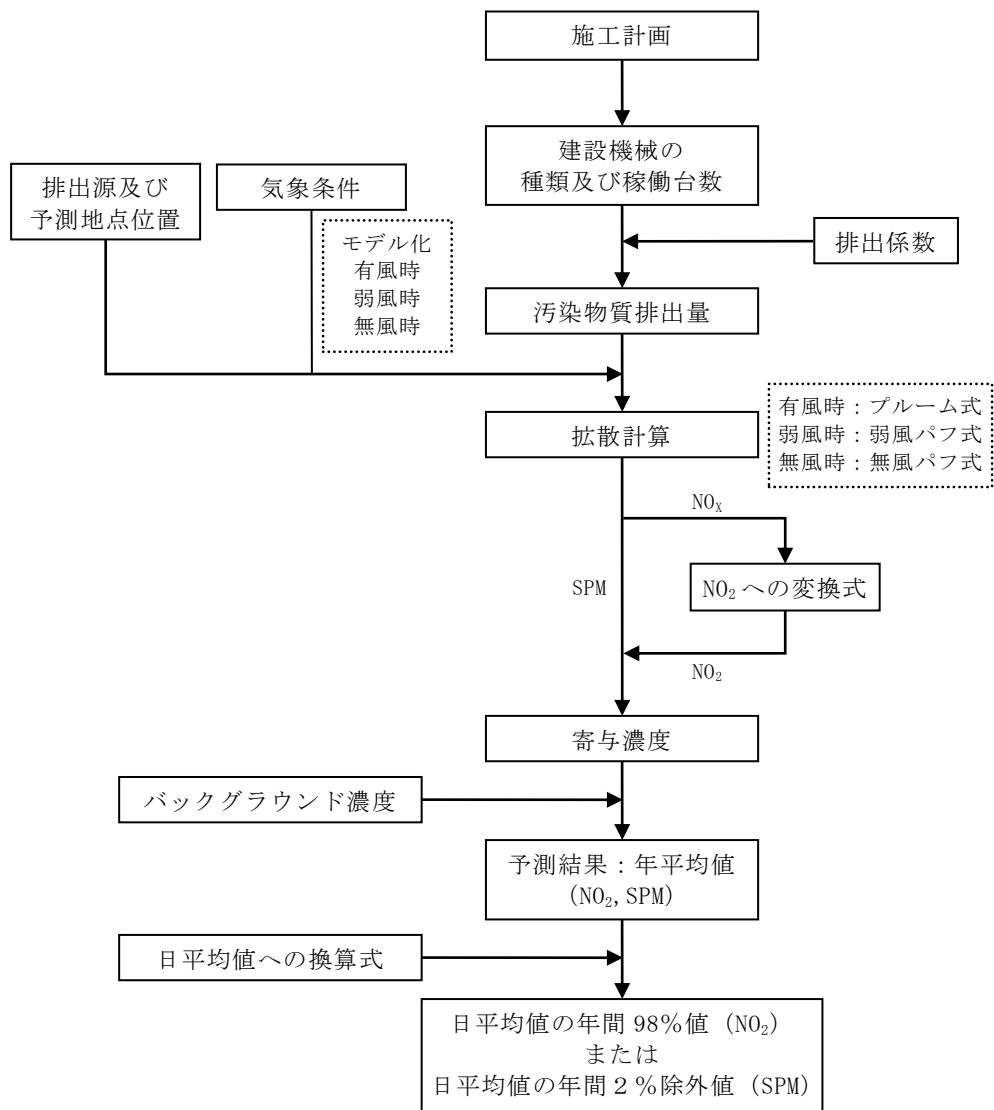 施工計画
建設機械の
種類及び稼働台数
排出源及び
予測地点位置
気象条件
モデル化
有風時
弱風時
無風時
排出係数
汚染物質排出量
有風時：プルーム式
弱風時：弱風パフ式
無風時：無風パフ式
拡散計算
NOX
SPM
NO2への変換式
NO2
寄与濃度
バックグラウンド濃度
予測結果：年平均値
(NO2,SPM)
日平均値への換算式
日平均値の年間98％値（NO2）
または
日平均値の年間２％除外値（SPM）